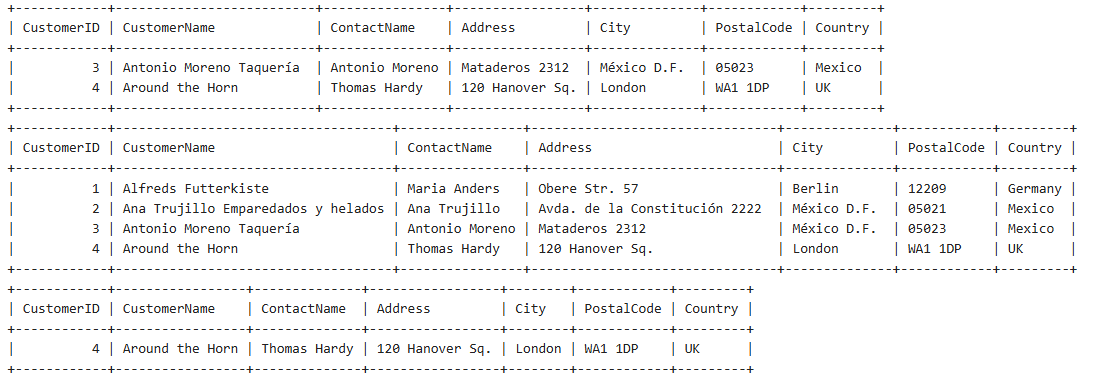 +------------+------------------------+----------------+-----------------+--------------+------------+---------+
| CustomerID | CustomerName           | ContactName    | Address         | City         | PostalCode | Country |
+------------+------------------------+----------------+-----------------+--------------+------------+---------+
|          3 | Antonio Moreno Taquería | Antonio Moreno | Mataderos 2312  | México D.F.  | 05023      | Mexico  |
|          4 | Around the Horn        | Thomas Hardy   | 120 Hanover Sq. | London       | WA1 1DP    | UK      |
+------------+------------------------+----------------+-----------------+--------------+------------+---------+
+------------+------------------------------------+----------------+-------------------------------+--------------+------------+---------+
| CustomerID | CustomerName                       | ContactName    | Address                       | City         | PostalCode | Country |
+------------+------------------------------------+----------------+-------------------------------+--------------+------------+---------+
|          1 | Alfreds Futterkiste                | Maria Anders   | Obere Str. 57                 | Berlin       | 12209      | Germany |
|          2 | Ana Trujillo Emparedados y helados | Ana Trujillo   | Avda. de la Constitución 2222 | México D.F.  | 05021      | Mexico  |
|          3 | Antonio Moreno Taquería            | Antonio Moreno | Mataderos 2312                | México D.F.  | 05023      | Mexico  |
|          4 | Around the Horn                    | Thomas Hardy   | 120 Hanover Sq.               | London       | WA1 1DP    | UK      |
+------------+------------------------------------+----------------+-------------------------------+--------------+------------+---------+
+------------+-----------------+--------------+-----------------+--------+------------+---------+
| CustomerID | CustomerName    | ContactName  | Address         | City   | PostalCode | Country |
+------------+-----------------+--------------+-----------------+--------+------------+---------+
|          4 | Around the Horn | Thomas Hardy | 120 Hanover Sq. | London | WA1 1DP    | UK      |
+------------+-----------------+--------------+-----------------+--------+------------+---------+